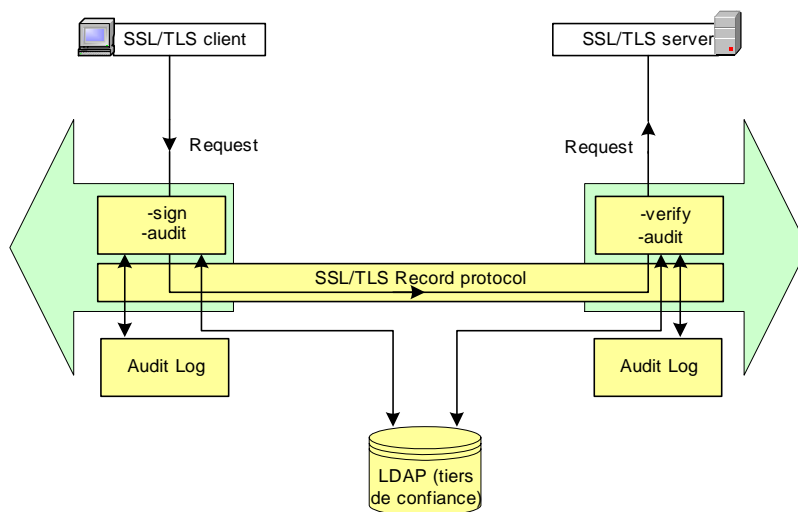 SSL/TLS client
SSL/TLS server
Request
Request
-sign
-audit
-verify
-audit
SSL/TLS Record protocol
Audit Log
Audit Log
LDAP (tiers
de confiance)